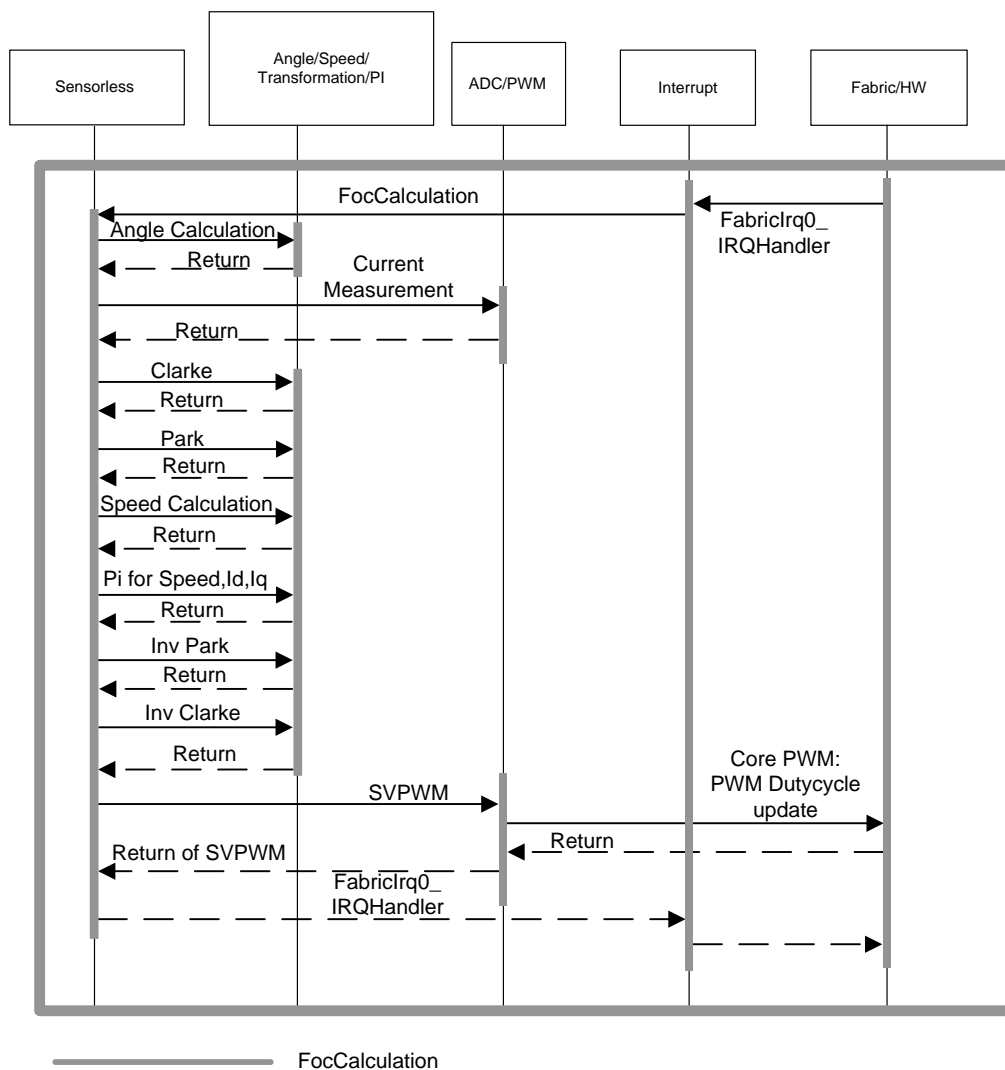 Sensorless
Angle/Speed/
Transformation/PI
ADC/PWM
Interrupt
Fabric/HW
FocCalculation
FabricIrq0_
IRQHandler
Angle Calculation
Return
Current
Measurement
Return
Clarke
Return
Park
Return
Speed Calculation
Return
Pi for Speed,Id,Iq
Return
Inv Park
Return
Inv Clarke
Return
Core PWM:
PWM Dutycycle
update
SVPWM
Return
Return of SVPWM
FabricIrq0_
IRQHandler
FocCalculation